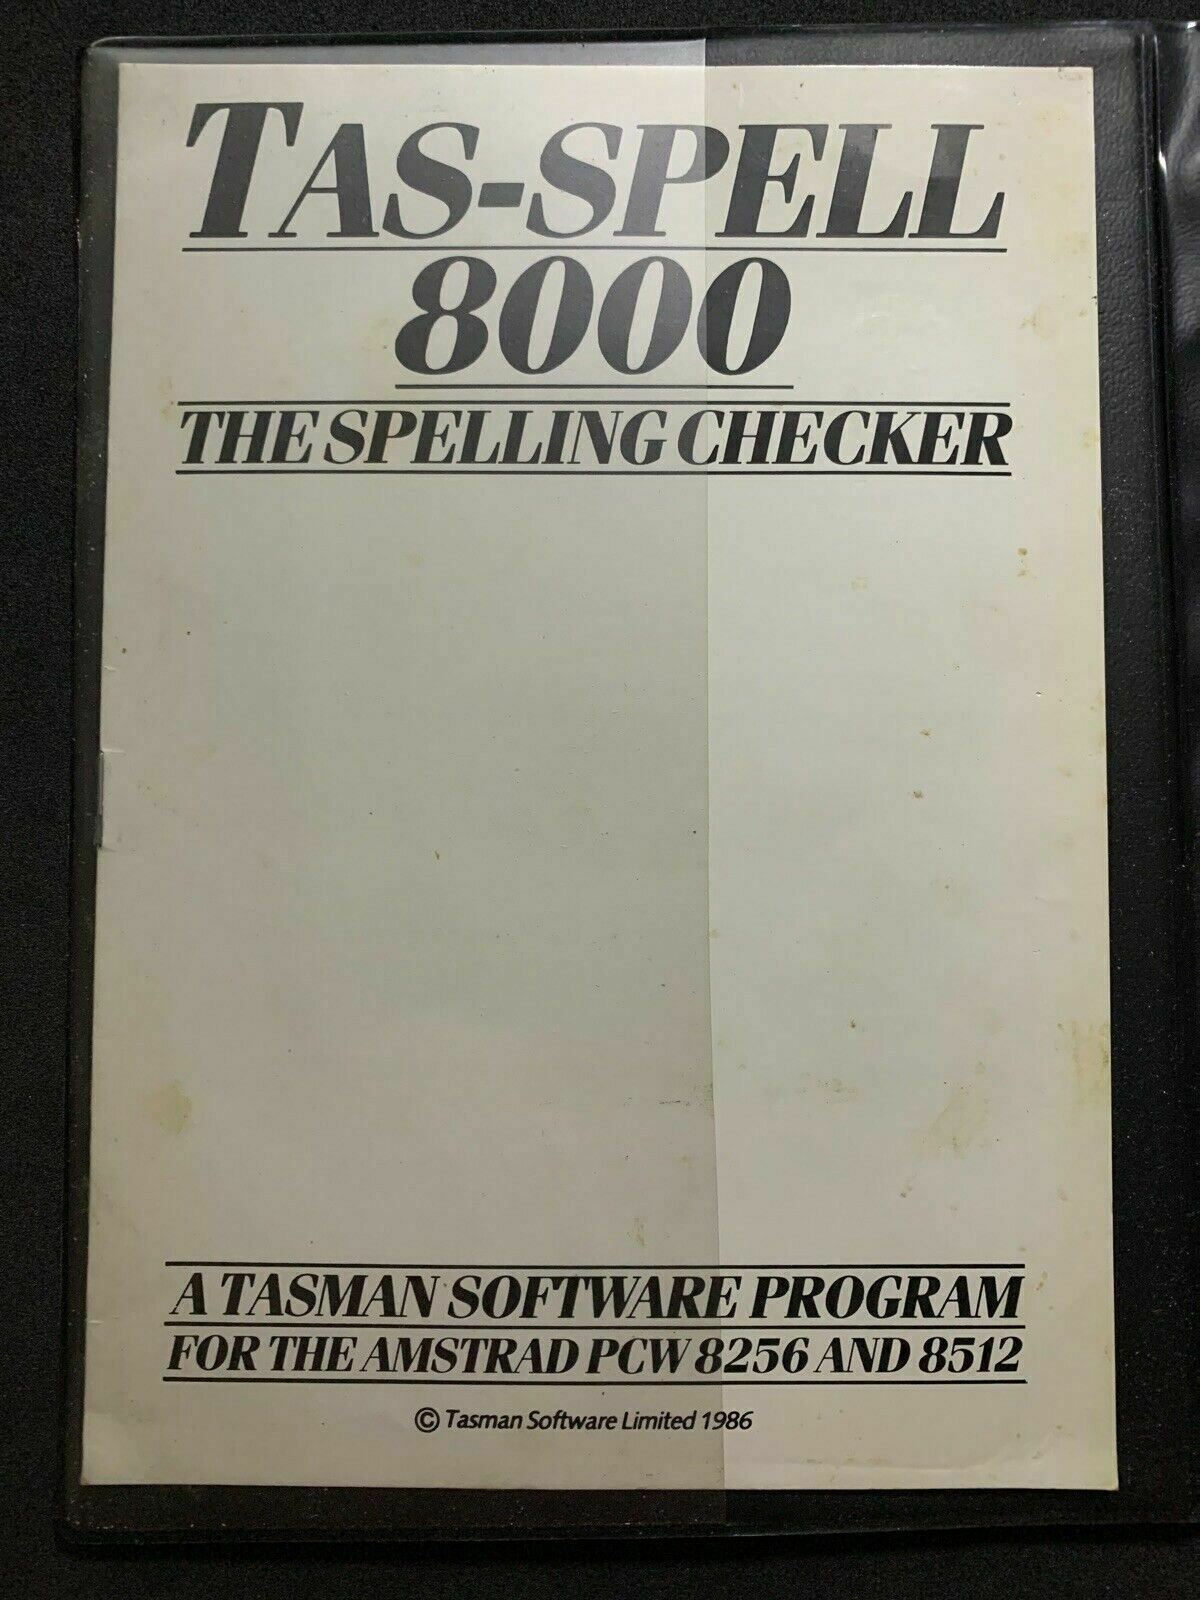 TAS-SPELL
8000
THE SPELLING CHECKER
A TASMAN SOFTWARE PROGRAM
FOR THE AMSTRAD PCW 8256 AND 8512
© Tasman Software Limited 1986